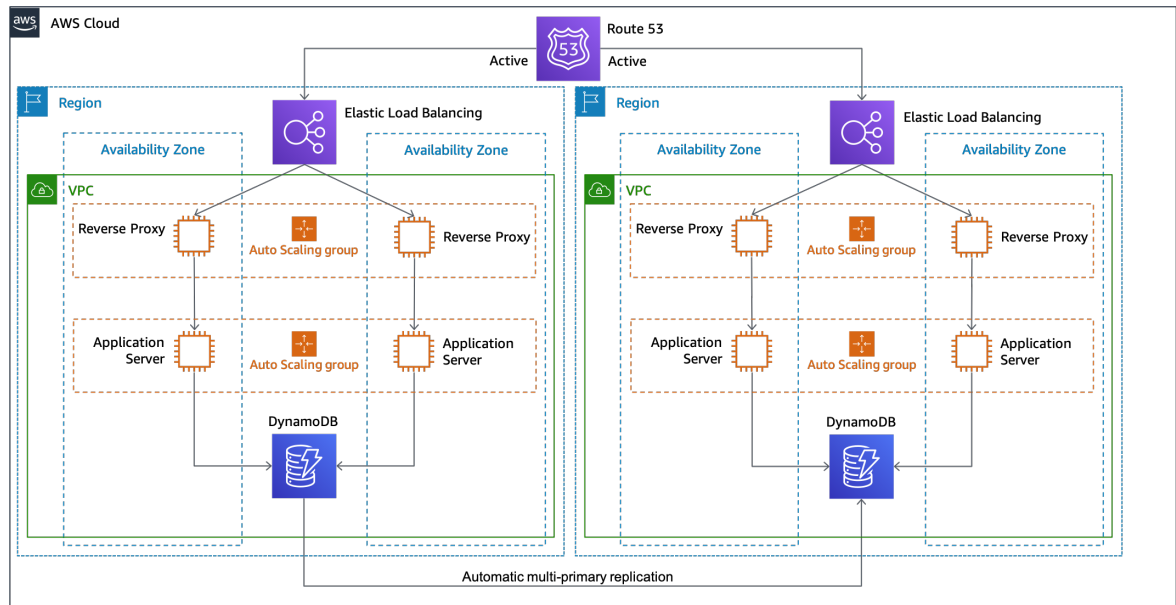 aws
AWS Cloud
53
Route 53
Active
Active
Region
Elastic Load Balancing
Availability Zone
Availability Zone
VPC
Reverse Proxy
Auto Scaling group
Reverse Proxy
Application
Server
Auto Scaling group
Application
Server
DynamoDB
Region
Elastic Load Balancing
Availability Zone
Availability Zone
VPC
Reverse Proxy
Auto Scaling group
Reverse Proxy
Application
Server
Auto Scaling group
Application
Server
DynamoDB
Automatic multi-primary replication